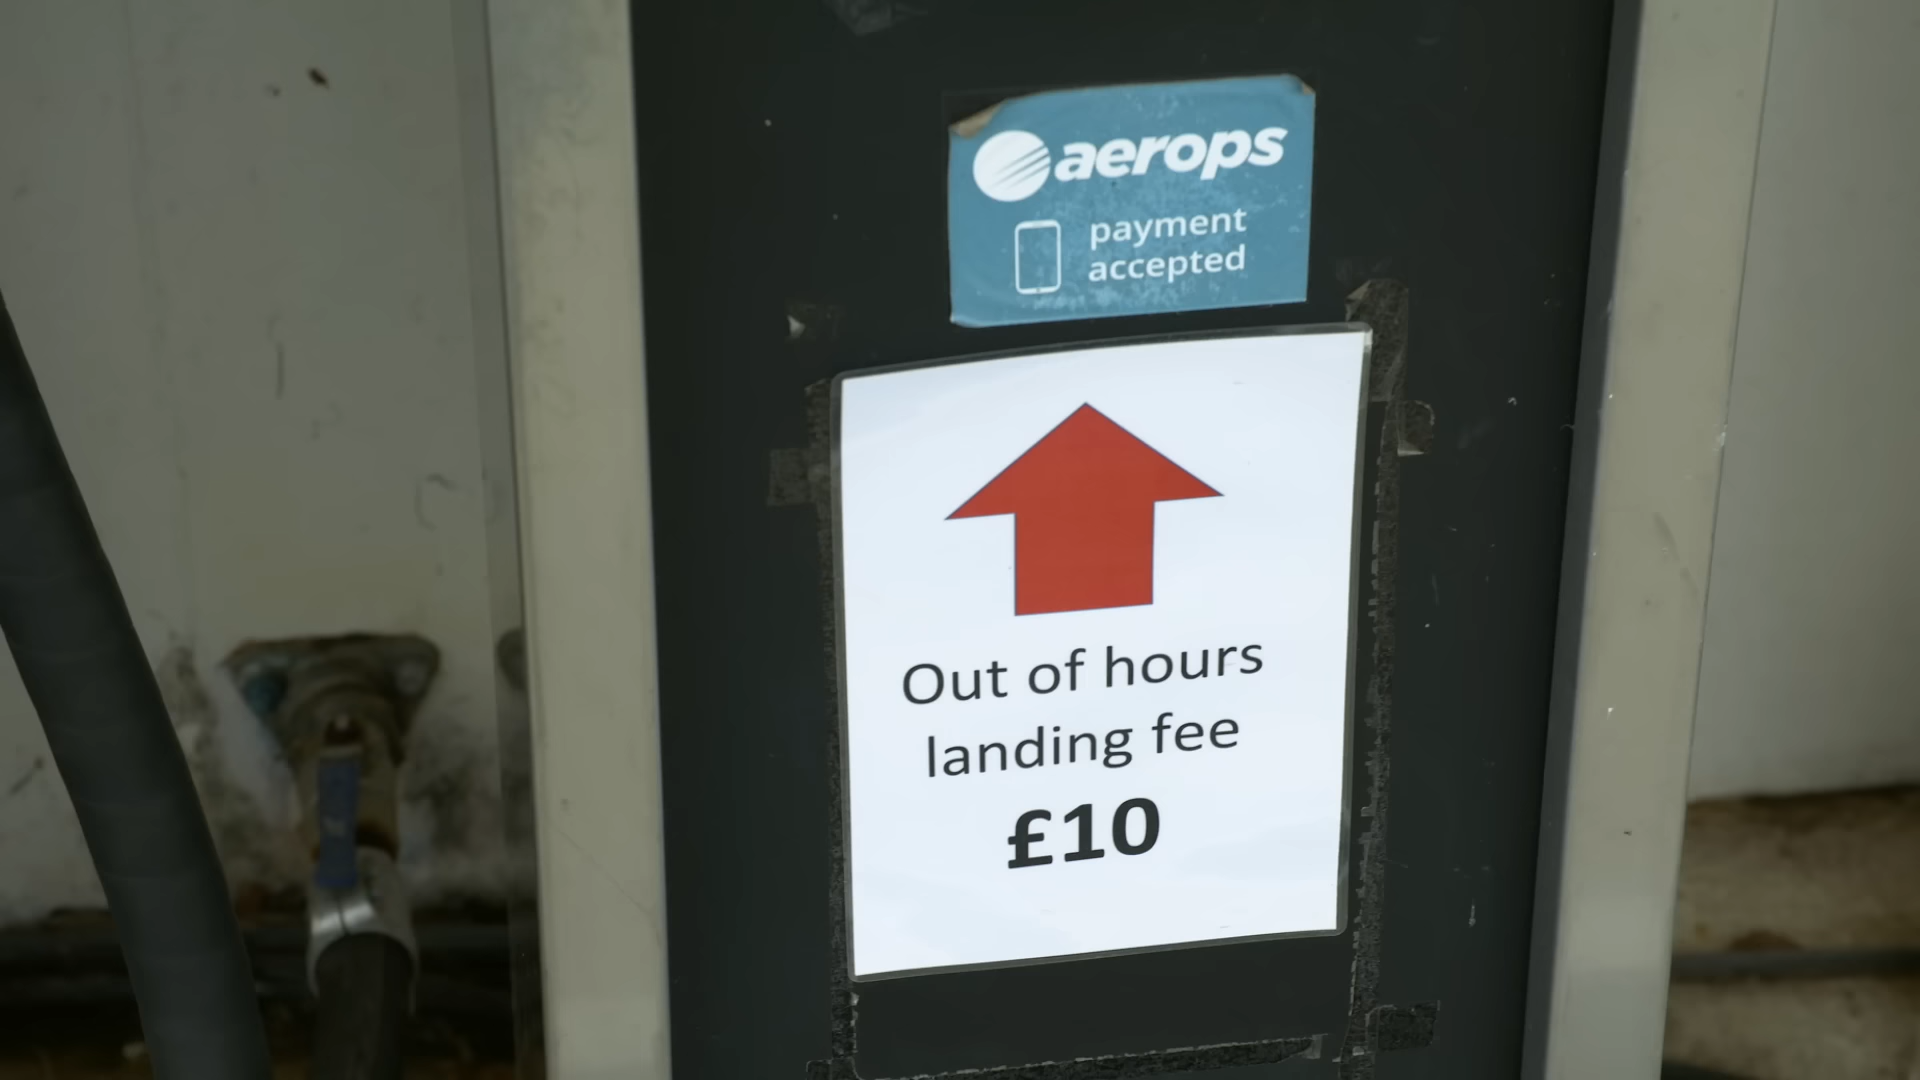 aerops
payment
accepted
Out of hours
landing fee
£10